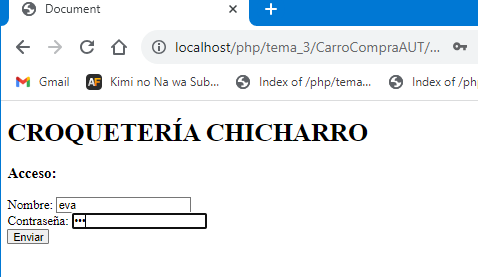 Document
localhost/php/tema_3/CarroCompraAUT/...
Gmail
AF
Kimi no Na wa Sub...
Index of /php/tema...
Index of /ph
CROQUETERÍA CHICHARRO
Acceso:
Nombre: eva
Contraseña: •••
Enviar